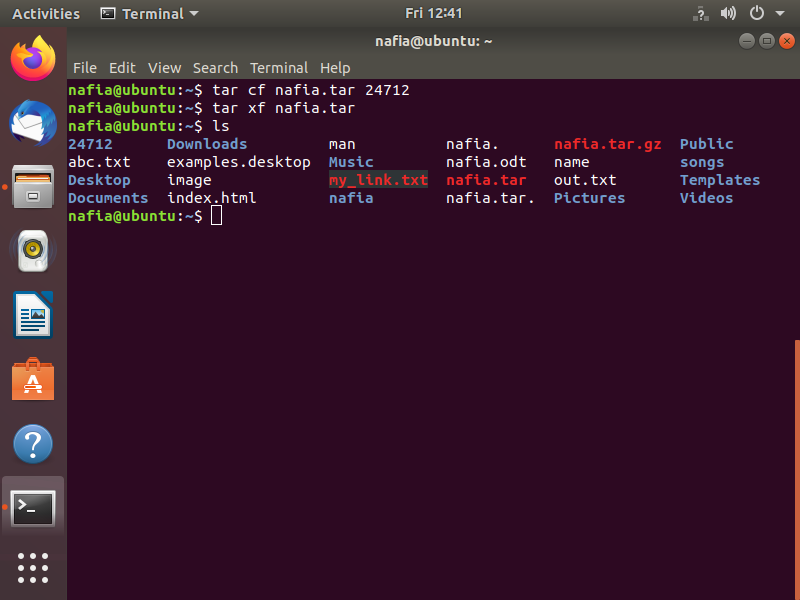 Activities Terminal Fri 12:41
nafia@ubuntu: ~
File Edit View Search Terminal Help
nafia@ubuntu:~$ tar cf nafia.tar 24712
nafia@ubuntu:~$ tar xf nafia.tar
nafia@ubuntu:~$ ls
24712 Downloads man nafia. nafia.tar.gz Public
abc.txt examples.desktop Music nafia.odt name songs
Desktop image my_link.txt nafia.tar out.txt Templates
Documents index.html nafia nafia.tar. Pictures Videos
nafia@ubuntu:~$